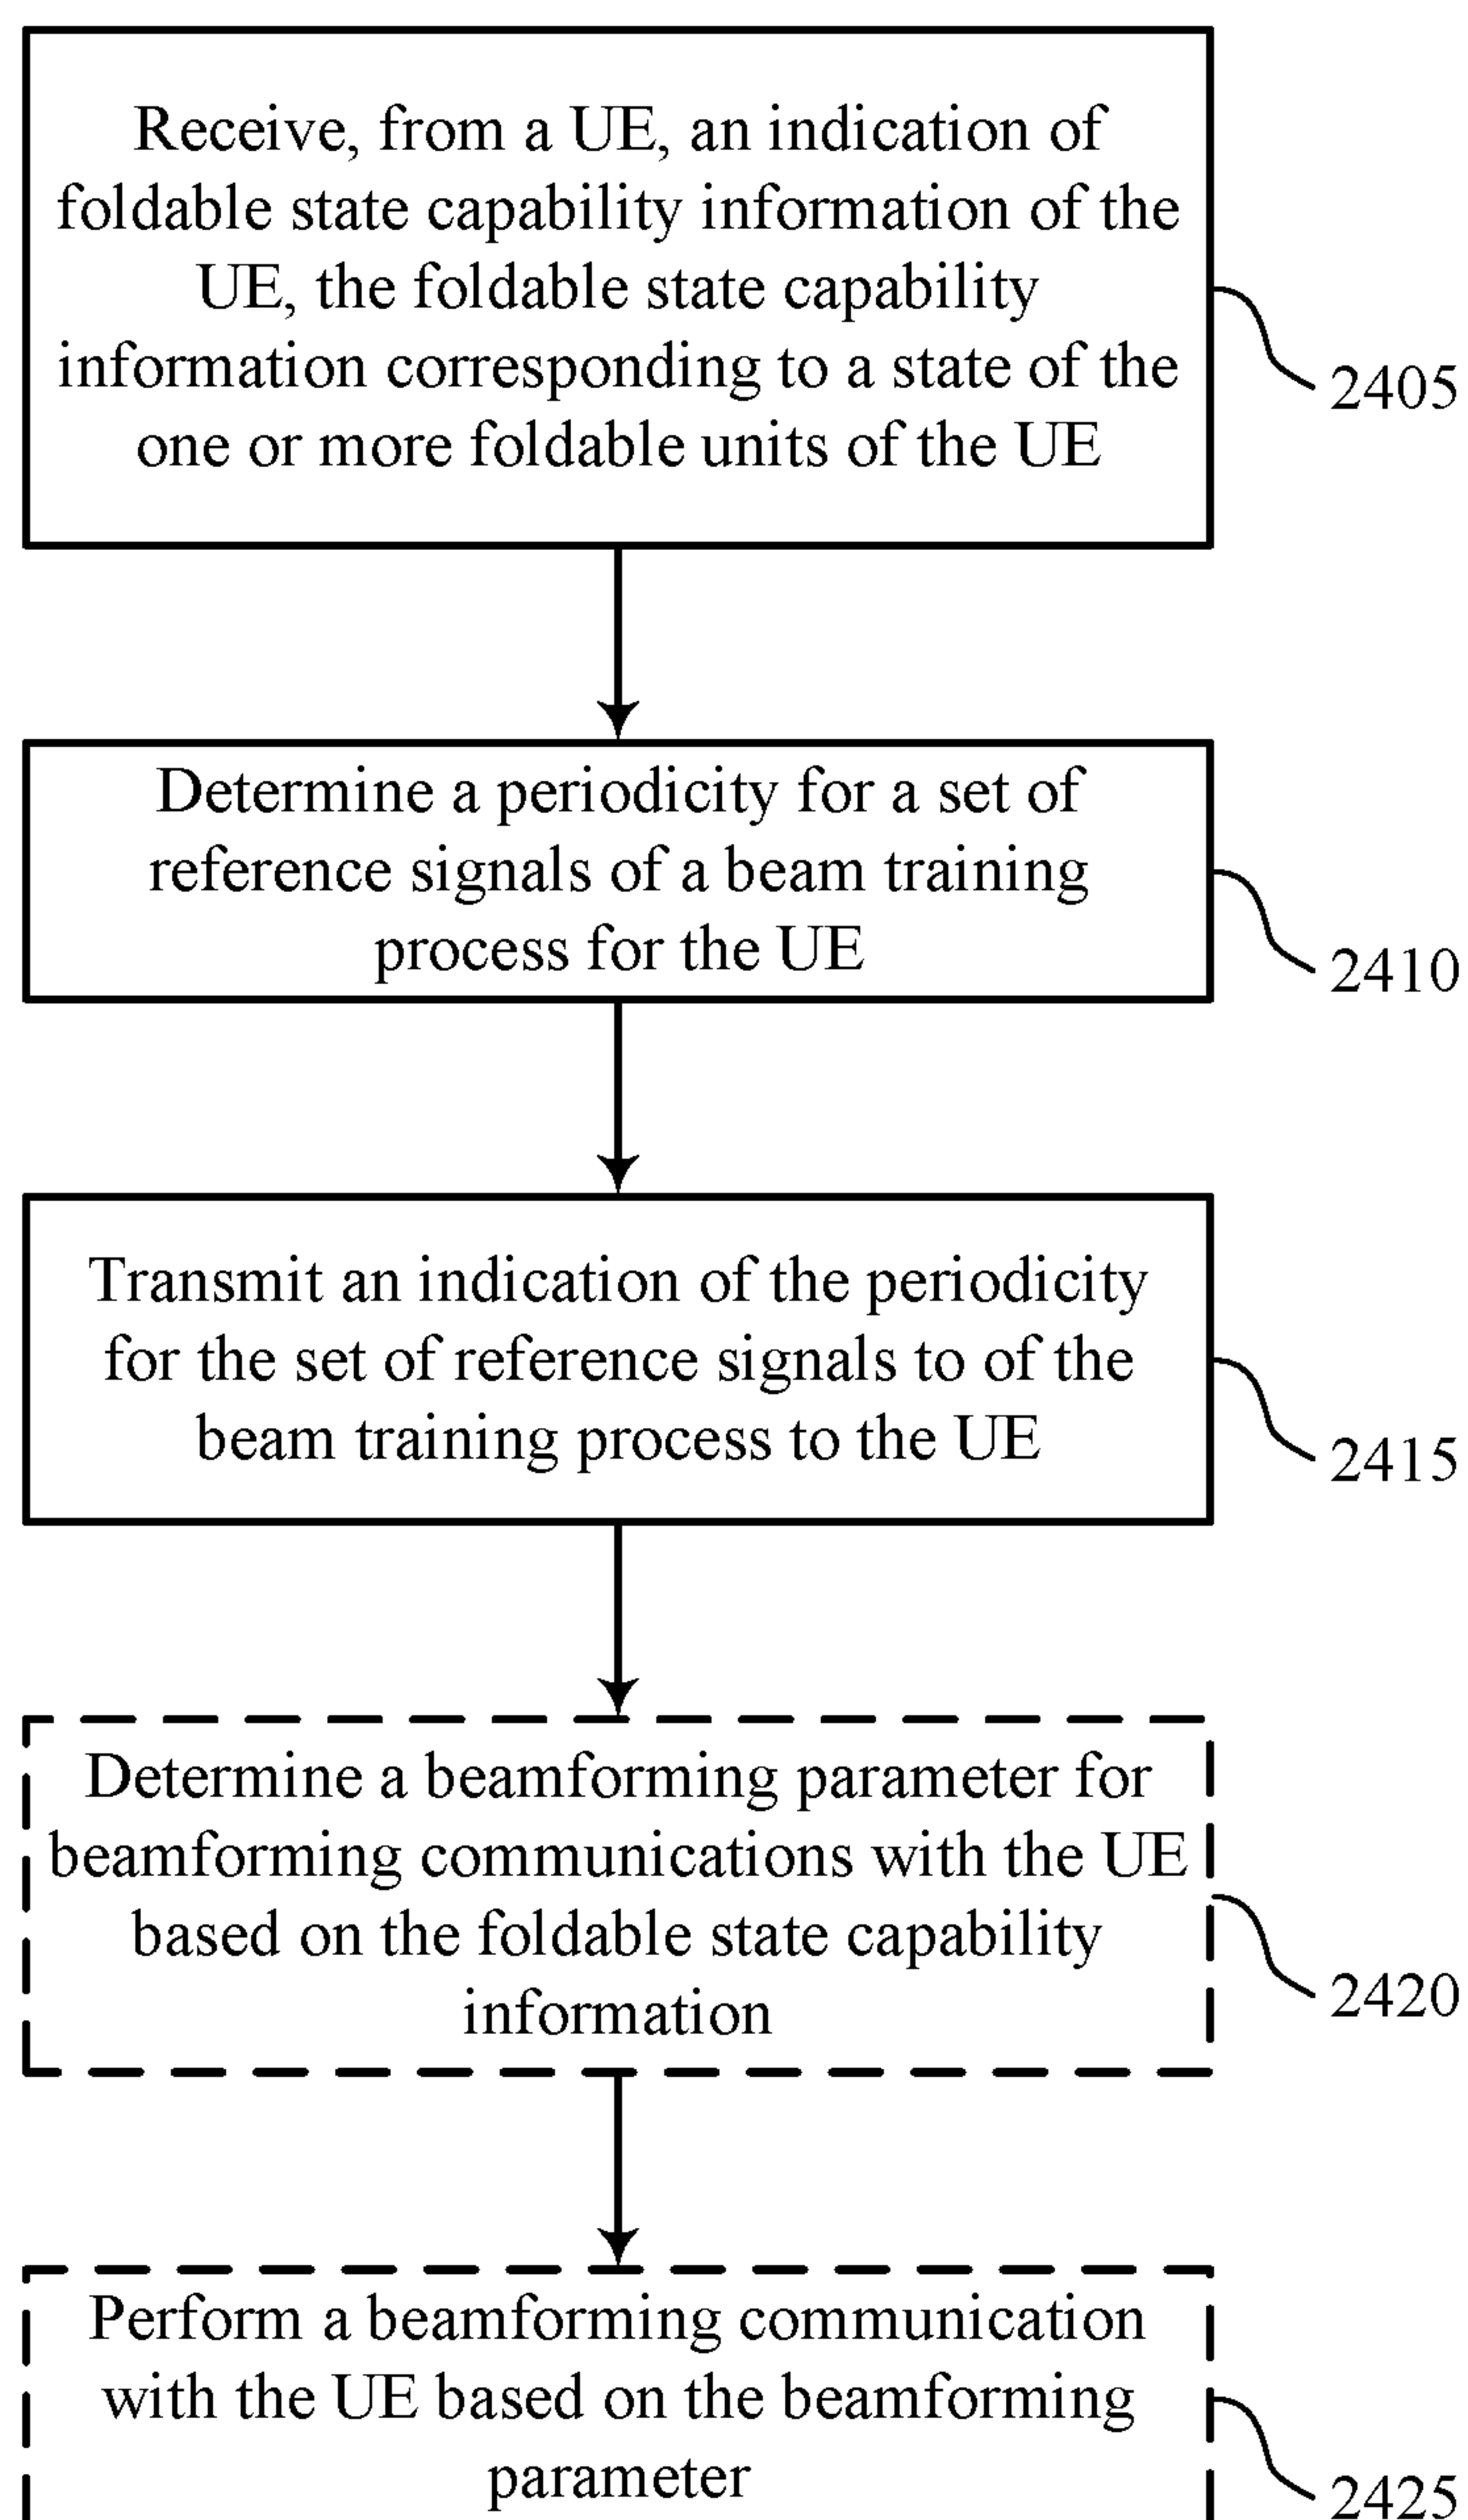 Receive, from a UE, an indication of
foldable state capability information of the
UE, the foldable state capability
information corresponding to a state of the
one or more foldable units of the UE
2405
Determine a periodicity for a set of
reference signals of a beam training
process for the UE
2410
Transmit an indication of the periodicity
for the set of reference signals to of the
beam training process to the UE
2415
Determine a beamforming parameter for
beamforming communications with the UE
based on the foldable state capability
information
2420
Perform a beamforming communication
with the UE based on the beamforming
parameter
2425